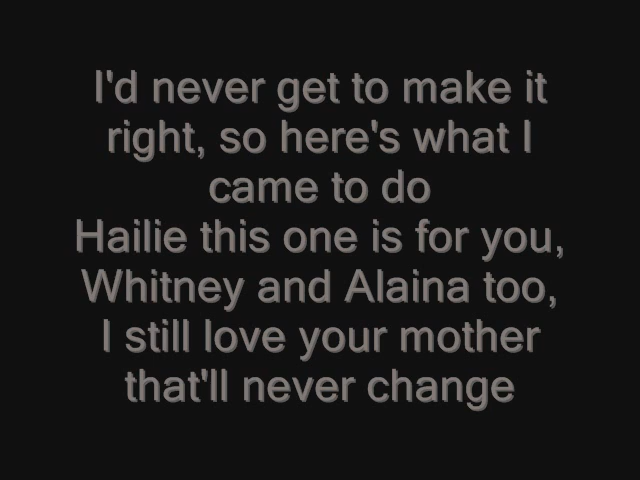 I'd never get to make it
right, so here's what I
came to do
Hailie this one is for you,
Whitney and Alaina too,
I still love your mother
that'll never change